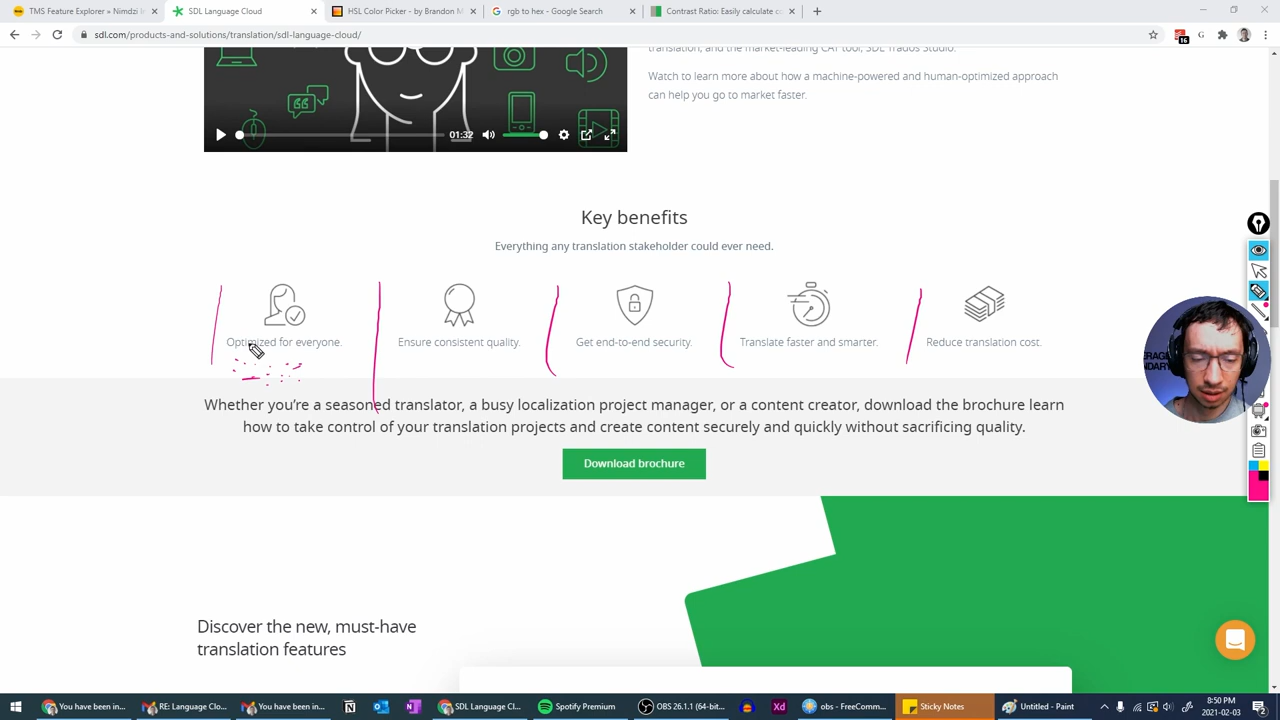 TMS Feature Explorer » Nimdzi In
SDL Language Cloud
HSL Color Picker - by Brandon M
rgb to hex - Google Search
Contrast Ratio: Easily calculate co
sdl.com/products-and-solutions/translation/sdl-language-cloud/
16
translation, and the market-leading CAT tool, SDL Trados Studio.
Watch to learn more about how a machine-powered and human-optimized approach
can help you go to market faster.
01:32
Key benefits
Everything any translation stakeholder could ever need.
Optimized for everyone.
Ensure consistent quality.
Get end-to-end security.
Translate faster and smarter.
Reduce translation cost.
Whether you're a seasoned translator, a busy localization project manager, or a content creator, download the brochure learn
how to take control of your translation projects and create content securely and quickly without sacrificing quality.
Download brochure
Discover the new, must-have
translation features
You have been in...
RE: Language Clo...
You have been in...
SDL Language Cl...
Spotify Premium
OBS 26.1.1 (64-bit...
obs - FreeComm...
Sticky Notes
Untitled - Paint
8:50 PM
2021-02-03
2